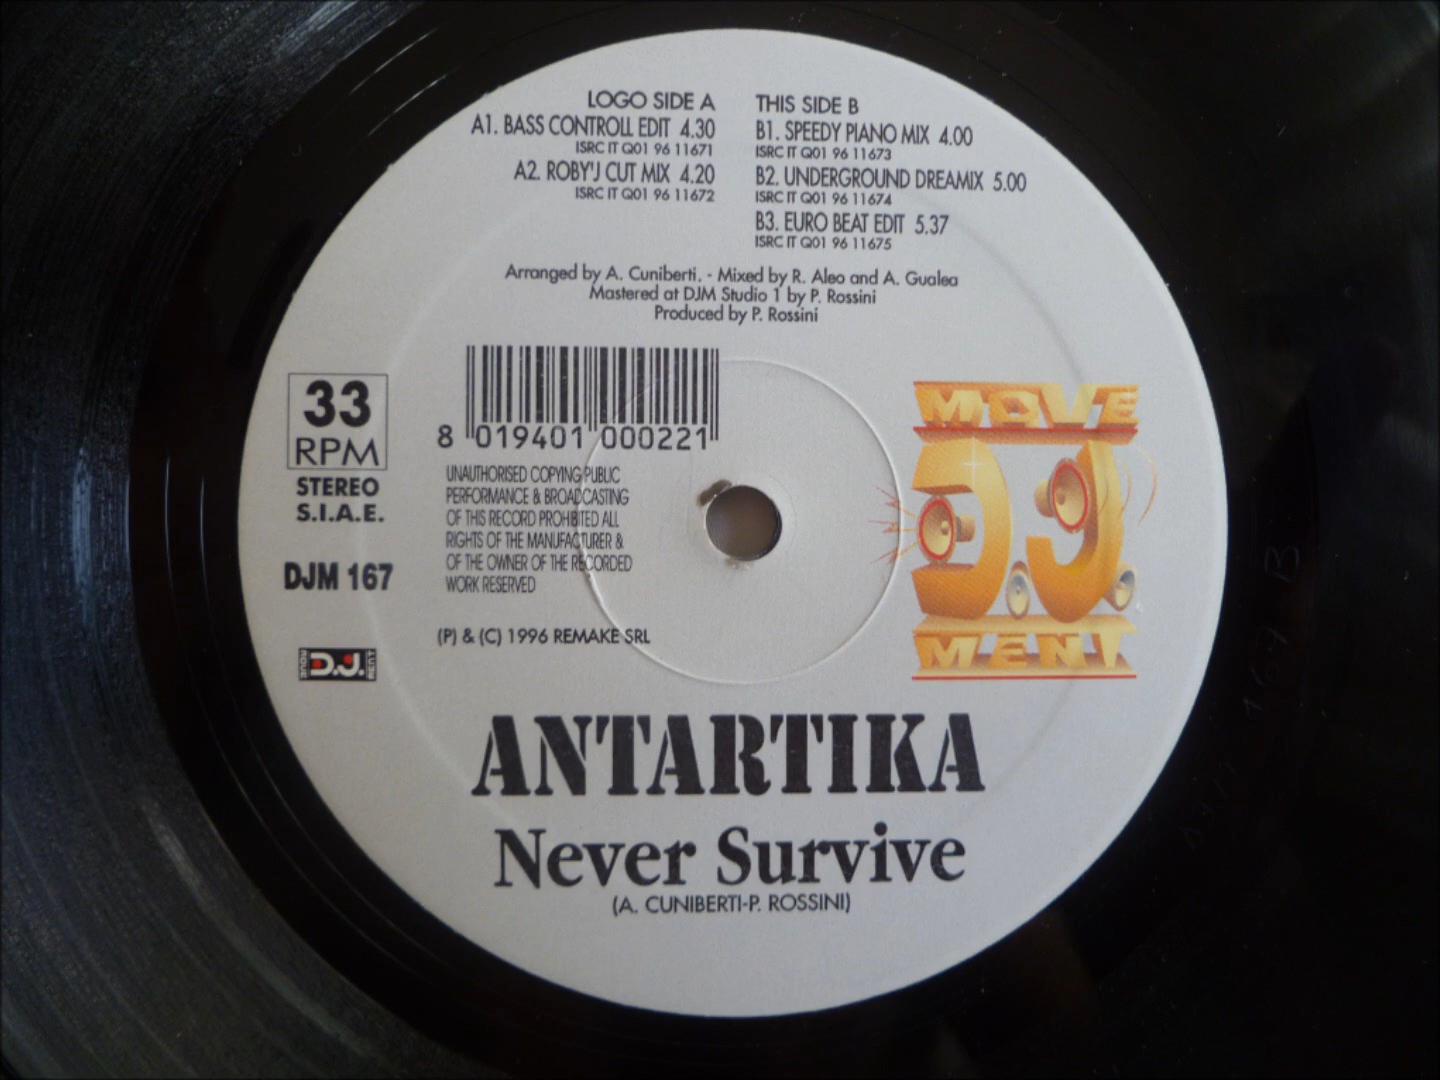 LOGO SIDE A
A1. BASS CONTROLL EDIT 4.30
ISRC IT Q01 96 11671
A2. ROBY'J CUT MIX 4.20
ISRC IT Q01 96 11672
THIS SIDE B
B1. SPEEDY PIANO MIX 4.00
ISRC IT Q01 96 11673
B2. UNDERGROUND DREAMIX 5.00
ISRC IT Q01 96 11674
B3. EURO BEAT EDIT 5.37
ISRC IT Q01 96 11675
Arranged by A. Cuniberti. - Mixed by R. Aleo and A. Gualea
Mastered at DJM Studio 1 by P. Rossini
Produced by P. Rossini
33
RPM
STEREO
S.I.A.E.
DJM 167
MOVE
D.J.
MENT
8 019401 000221
UNAUTHORISED COPYING PUBLIC
PERFORMANCE & BROADCASTING
OF THIS RECORD PROHIBITED ALL
RIGHTS OF THE MANUFACTURER &
OF THE OWNER OF THE RECORDED
WORK RESERVED
(P) & (C) 1996 REMAKE SRL
MOVE
D.J.
MENT
ANTARTIKA
Never Survive
(A. CUNIBERTI-P. ROSSINI)
167 B